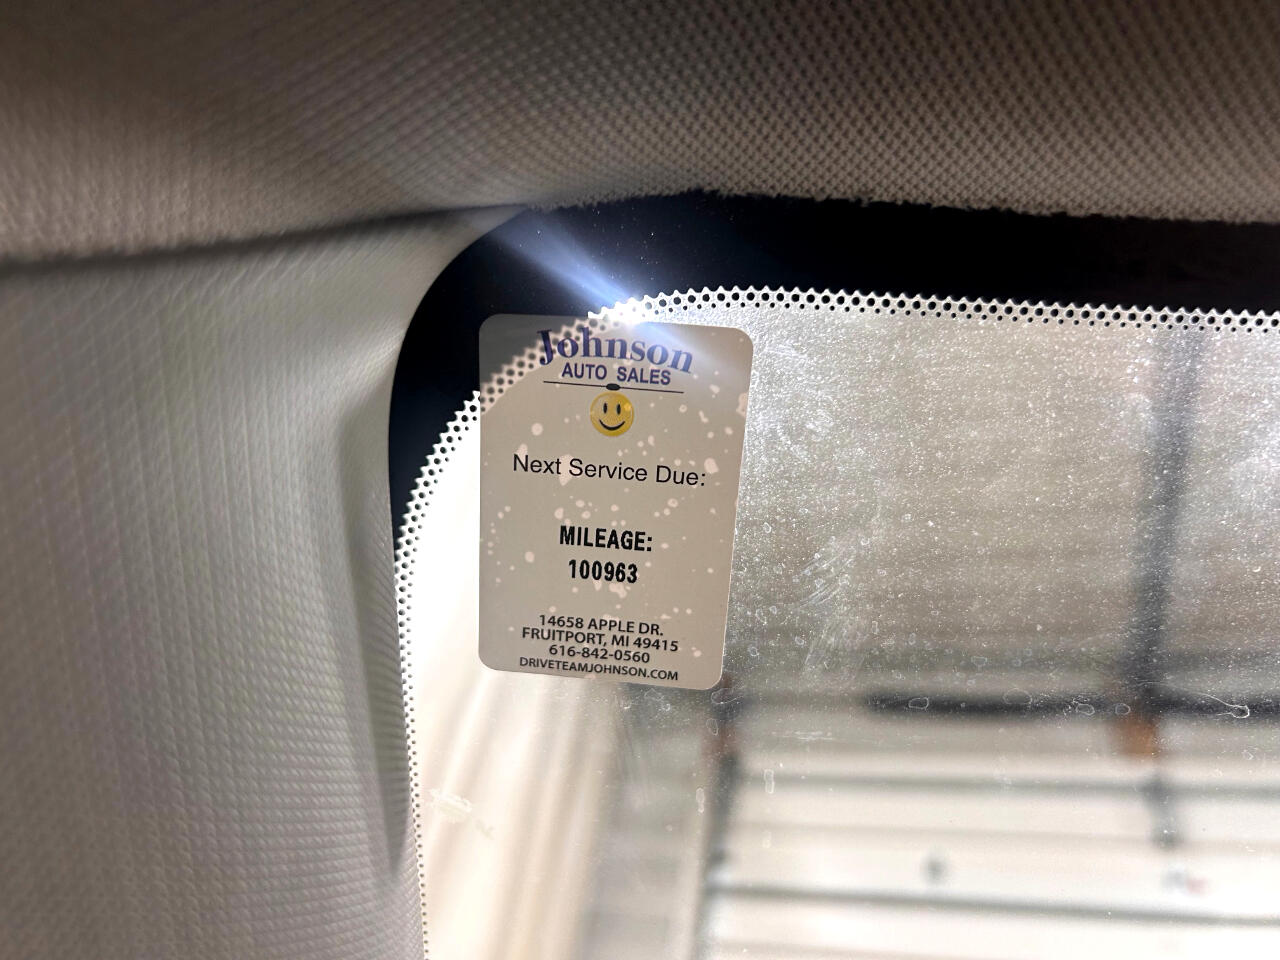 Johnson
AUTO SALES
Next Service Due:
MILEAGE:
100963
14658 APPLE DR.
FRUITPORT, MI 49415
616-842-0560
DRIVETEAMJOHNSON.COM